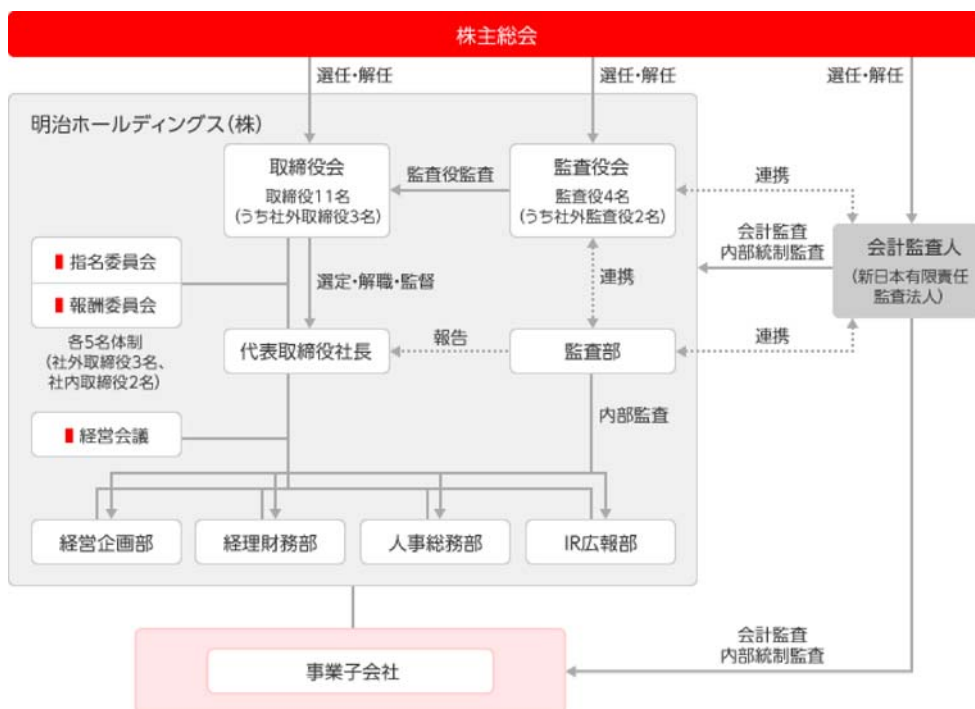 株主総会
選任・解任
選任・解任
選任・解任
明治ホールディングス(株)
取締役会
取締役11名
(うち社外取締役3名)
監査役監査
監査役会
監査役4名
(うち社外監査役2名)
連携
会計監査
内部統制監査
会計監査人
(新日本有限責任
監査法人)
指名委員会
報酬委員会
各5名体制
(社外取締役3名、
社内取締役2名)
選定・解職・監督
連携
代表取締役社長
報告
監査部
連携
内部監査
経営会議
経営企画部
経理財務部
人事総務部
IR広報部
会計監査
内部統制監査
事業子会社